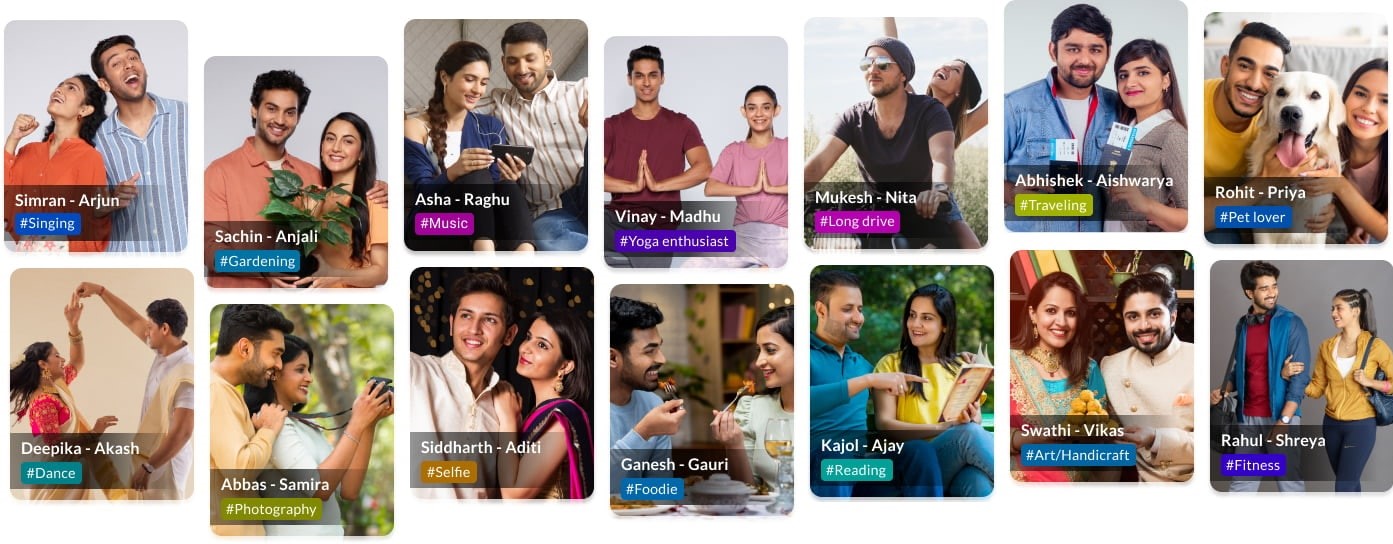 Simran - Arjun
#Singing
Sachin - Anjali
#Gardening
Asha - Raghu
#Music
Vinay - Madhu
#Yoga enthusiast
Mukesh - Nita
#Long drive
Abhishek - Aishwarya
#Traveling
Rohit - Priya
#Pet lover
Deepika - Akash
#Dance
Abbas - Samira
#Photography
Siddharth - Aditi
#Selfie
Ganesh - Gauri
#Foodie
Kajol - Ajay
#Reading
Swathi - Vikas
#Art/Handicraft
Rahul - Shreya
#Fitness